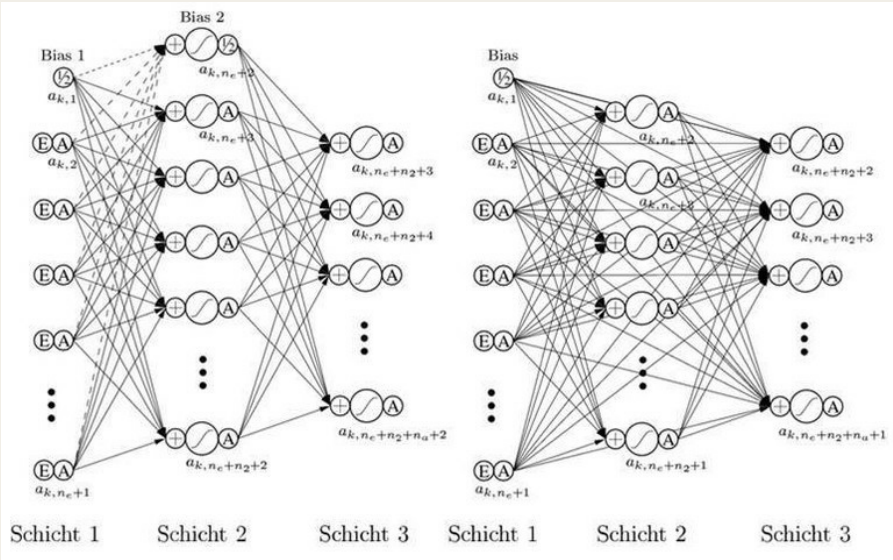 Bias 2
½
a_{k,n_e+2}
Bias 1
½
a_{k,1}
A
a_{k,n_e+3}
E A
a_{k,2}
A
a_{k,n_e+n_2+3}
A
E A
A
a_{k,n_e+n_2+4}
A
E A
A
A
E A
A
a_{k,n_e+n_2+n_a+2}
A
a_{k,n_e+n_2+2}
E A
a_{k,n_e+1}
Schicht 1 Schicht 2 Schicht 3
Bias
½
a_{k,1}
A
a_{k,n_e+2}
E A
a_{k,2}
A
a_{k,n_e+n_2+2}
A
a_{k,n_e+3}
E A
A
a_{k,n_e+n_2+3}
A
E A
A
A
E A
A
a_{k,n_e+n_2+n_a+1}
A
a_{k,n_e+n_2+1}
E A
a_{k,n_e+1}
Schicht 1 Schicht 2 Schicht 3